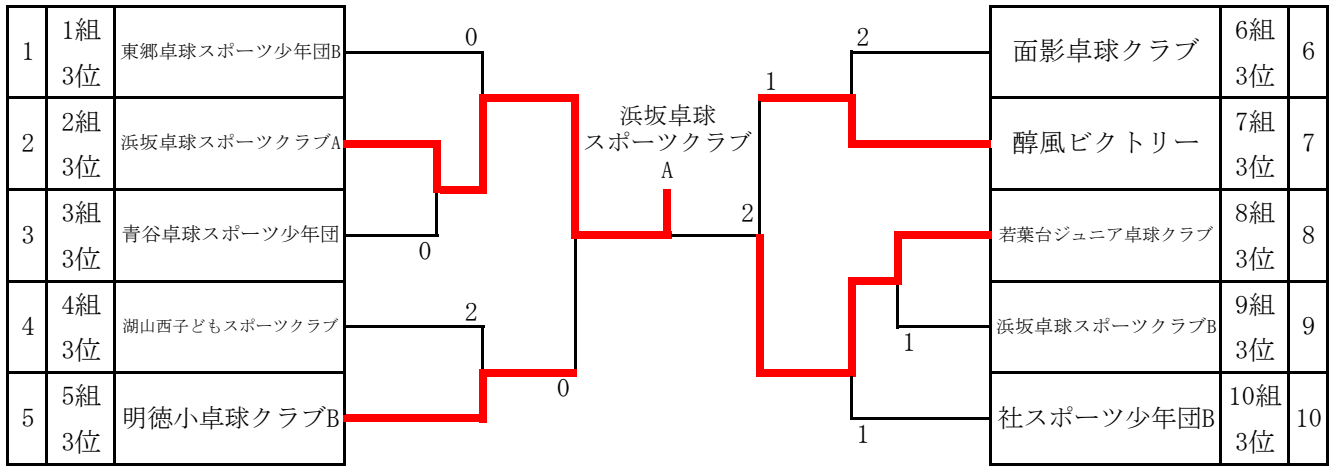 1
1組
3位
東郷卓球スポーツ少年団B
0
2
2組
3位
浜坂卓球スポーツクラブA
3
3組
3位
青谷卓球スポーツ少年団
0
4
4組
3位
湖山西子どもスポーツクラブ
2
5
5組
3位
明徳小卓球クラブB
0
浜坂卓球
スポーツクラブ
A
2
1
2
面影卓球クラブ
6組
3位
6
醇風ビクトリー
7組
3位
7
若葉台ジュニア卓球クラブ
8組
3位
8
浜坂卓球スポーツクラブB
9組
3位
9
1
社スポーツ少年団B
10組
3位
10
1